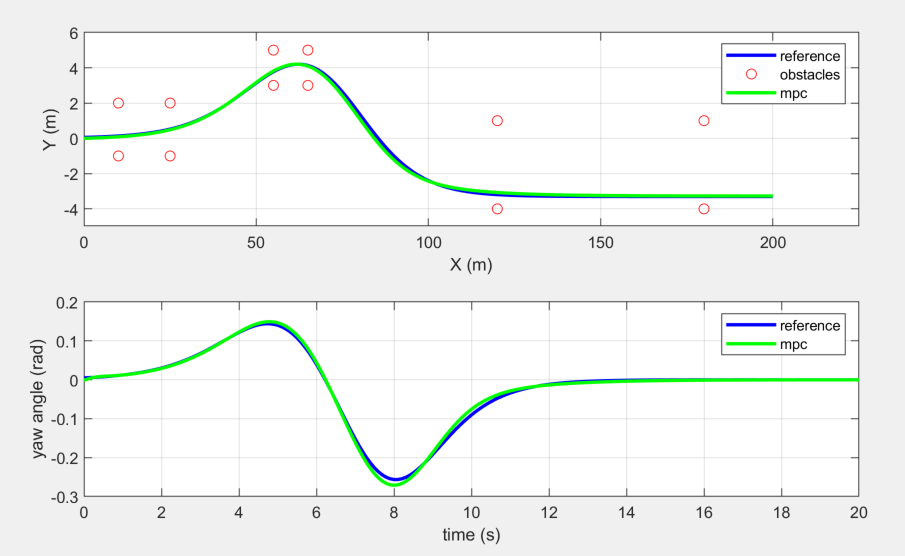 6
4
2
0
-2
-4
Y (m)
reference
obstacles
mpc
0 50 100 150 200
X (m)
0.2
0.1
0
-0.1
-0.2
-0.3
yaw angle (rad)
reference
mpc
0 2 4 6 8 10 12 14 16 18 20
time (s)